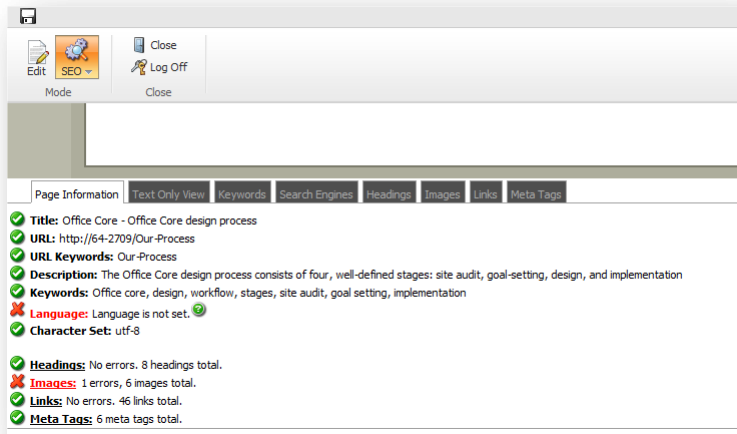 Edit
SEO
Close
Log Off
Mode
Close
Page Information
Text Only View
Keywords
Search Engines
Headings
Images
Links
Meta Tags
Title: Office Core - Office Core design process
URL: http://64-2709/Our-Process
URL Keywords: Our-Process
Description: The Office Core design process consists of four, well-defined stages: site audit, goal-setting, design, and implementation
Keywords: Office core, design, workflow, stages, site audit, goal setting, implementation
Language: Language is not set.
Character Set: utf-8
Headings: No errors. 8 headings total.
Images: 1 errors, 6 images total.
Links: No errors. 46 links total.
Meta Tags: 6 meta tags total.